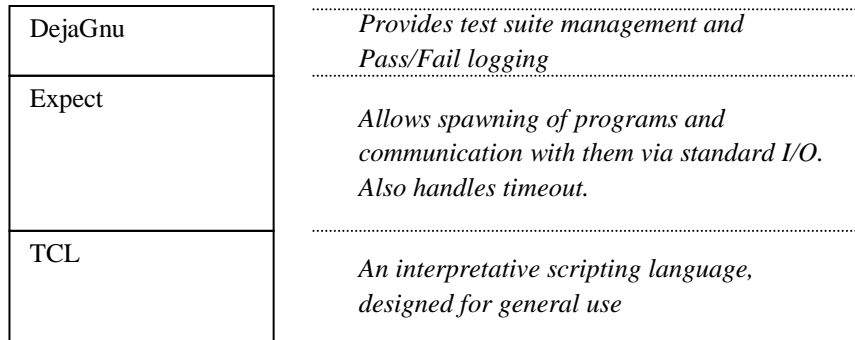 DejaGnu
Provides test suite management and
Pass/Fail logging
Expect
Allows spawning of programs and
communication with them via standard I/O.
Also handles timeout.
TCL
An interpretative scripting language,
designed for general use